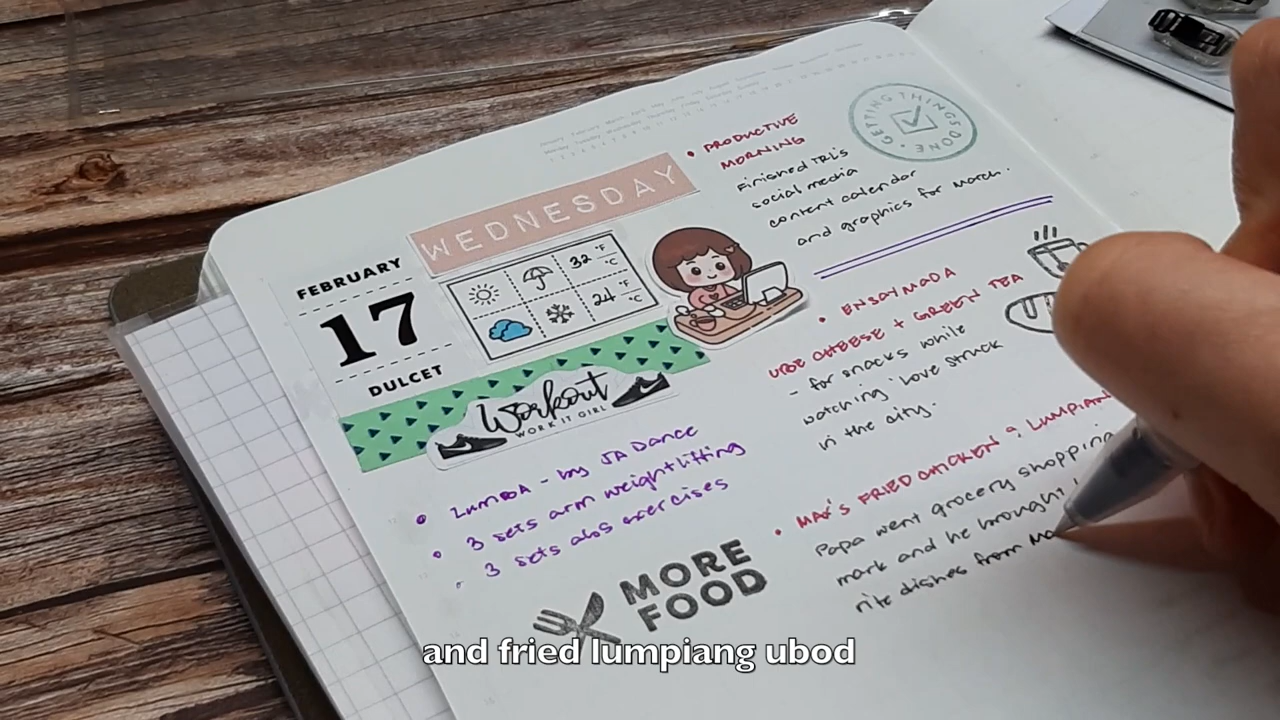 WEDNESDAY
FEBRUARY
17
DULCET
32 °F
°C
24 °F
°C
Workout
WORK IT GIRL
• ZUMBA - by JA Dance
• 3 sets arm weightlifting
• 3 sets abs exercises
MORE
FOOD
• PRODUCTIVE
MORNING
Finished TRL's
social media
content calendar
and graphics for March.
• GETTING THINGS DONE •
• ENSAYMADA
UBE CHEESE + GREEN TEA
- for snacks while
watching 'Love Struck
in the City.
• MAX'S FRIED CHICKEN &
Papa went grocery shopping
and he brought
dishes from
and fried lumpiang ubod